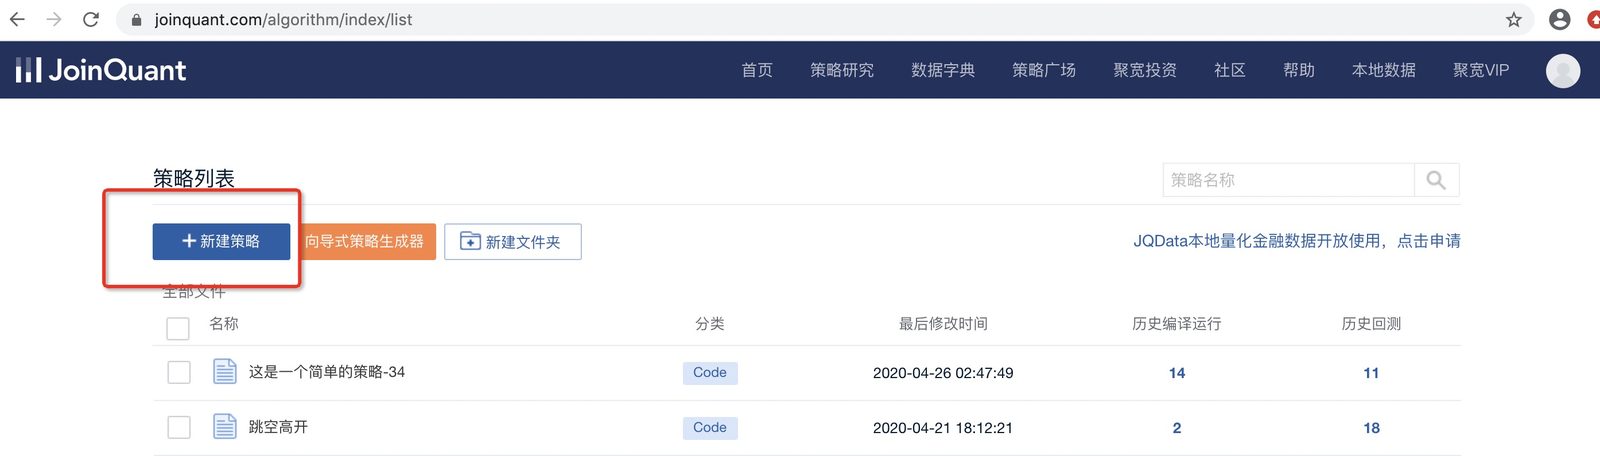 joinquant.com/algorithm/index/list
JoinQuant 首页 策略研究 数据字典 策略广场 聚宽投资 社区 帮助 本地数据 聚宽VIP
策略列表 策略名称
+ 新建策略 向导式策略生成器 新建文件夹 JQData本地量化金融数据开放使用，点击申请
全部文件
名称 分类 最后修改时间 历史编译运行 历史回测
这是一个简单的策略-34 Code 2020-04-26 02:47:49 14 11
跳空高开 Code 2020-04-21 18:12:21 2 18